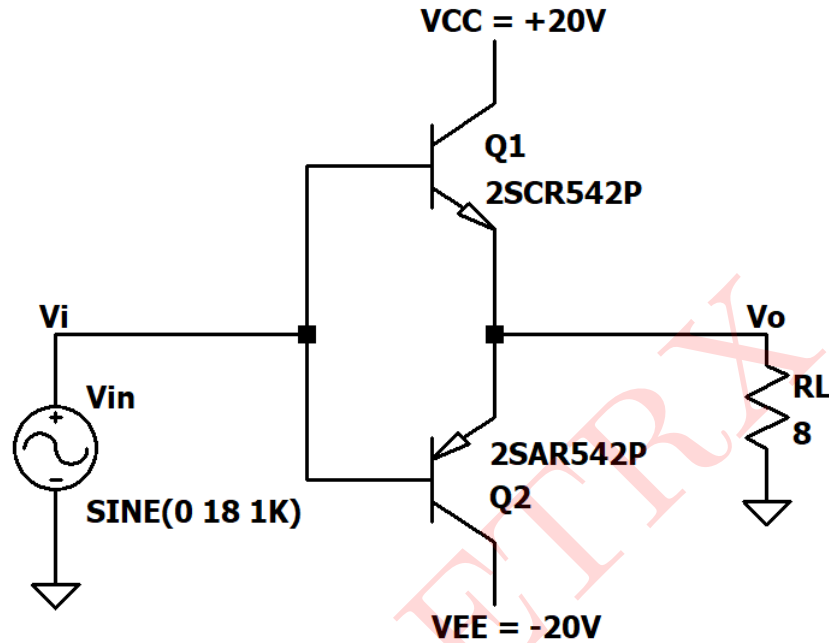 VCC = +20V
Q1
2SCR542P
Vi
Vo
Vin
+
-
SINE(0 18 1K)
RL
8
2SAR542P
Q2
VEE = -20V
ETRX